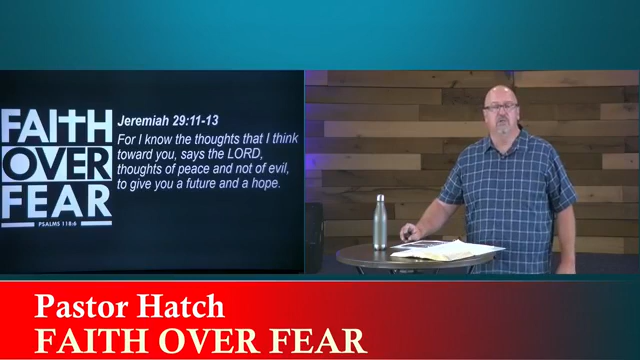 FAITH
OVER
FEAR
PSALMS 118:6
Jeremiah 29:11-13
For I know the thoughts that I think
toward you, says the LORD,
thoughts of peace and not of evil,
to give you a future and a hope.
Pastor Hatch
FAITH OVER FEAR